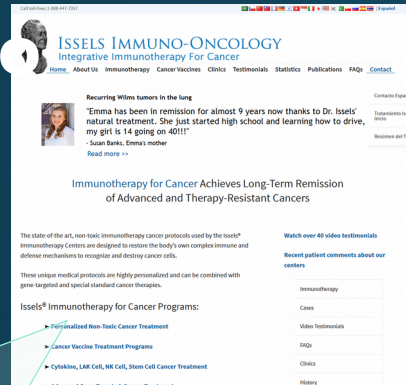 Call toll-free: 1-888-447-7357
Español
ISSELS IMMUNO-ONCOLOGY
Integrative Immunotherapy For Cancer
Home About Us Immunotherapy Cancer Vaccines Clinics Testimonials Statistics Publications FAQs Contact
Contacto Espa
Tratamiento Is
Inicio
Resumen del T
Recurring Wilms tumors in the lung
"Emma has been in remission for almost 9 years now thanks to Dr. Issels'
natural treatment. She just started high school and learning how to drive,
my girl is 14 going on 40!!!"
- Susan Banks, Emma's mother
Read more >>
Immunotherapy for Cancer Achieves Long-Term Remission
of Advanced and Therapy-Resistant Cancers
The state-of-the art, non-toxic immunotherapy cancer protocols used by the Issels®
Immunotherapy Centers are designed to restore the body's own complex immune and
defense mechanisms to recognize and destroy cancer cells.
These unique medical protocols are highly personalized and can be combined with
gene-targeted and special standard cancer therapies.
Issels® Immunotherapy for Cancer Programs:
➤ Personalized Non-Toxic Cancer Treatment
➤ Cancer Vaccine Treatment Programs
➤ Cytokine, LAK Cell, NK Cell, Stem Cell Cancer Treatment
Watch over 40 video testimonials
Recent patient comments about our
centers
Immunotherapy
Cases
Video Testimonials
FAQs
Clinics
History